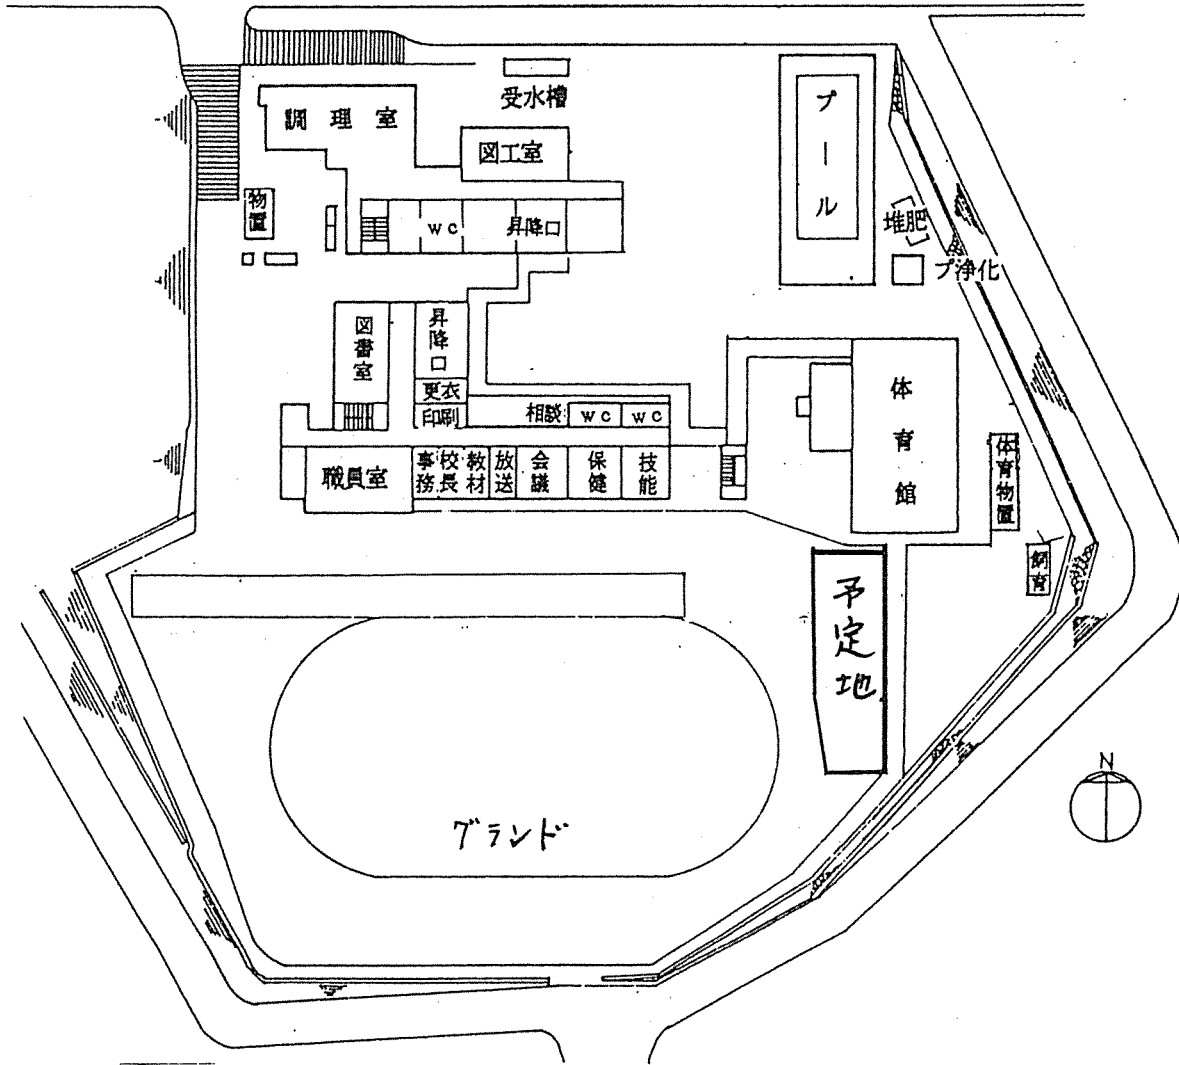 受水槽
調理室
プール
図工室
物置
wc
昇降口
堆肥
プ浄化
図書室
昇降口
更衣
印刷
相談
wc
wc
体育館
職員室
事務
校長
教材
放送
会議
保健
技能
体育物置
飼育
予定地
グランド
N